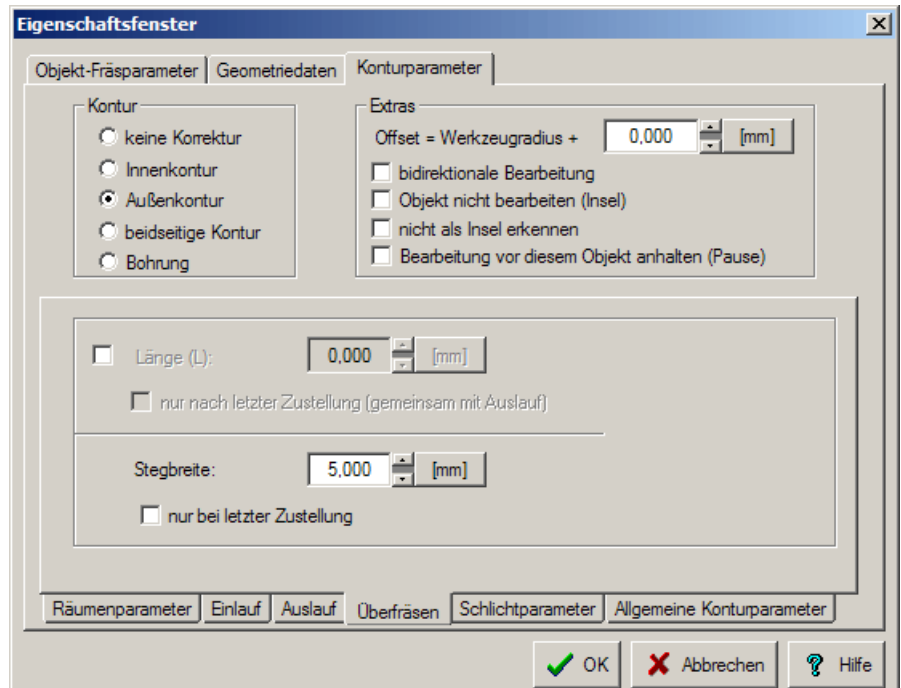 Eigenschaftsfenster
Objekt-Fräsparameter Geometriedaten Konturparameter
Kontur
keine Korrektur
Innenkontur
Außenkontur
beidseitige Kontur
Bohrung
Extras
Offset = Werkzeugradius + 0,000 [mm]
bidirektionale Bearbeitung
Objekt nicht bearbeiten (Insel)
nicht als Insel erkennen
Bearbeitung vor diesem Objekt anhalten (Pause)
Länge (L): 0,000 [mm]
nur nach letzter Zustellung (gemeinsam mit Auslauf)
Stegbreite: 5,000 [mm]
nur bei letzter Zustellung
Räumenparameter Einlauf Auslauf Überfräsen Schlichtparameter Allgemeine Konturparameter
OK Abbrechen ? Hilfe